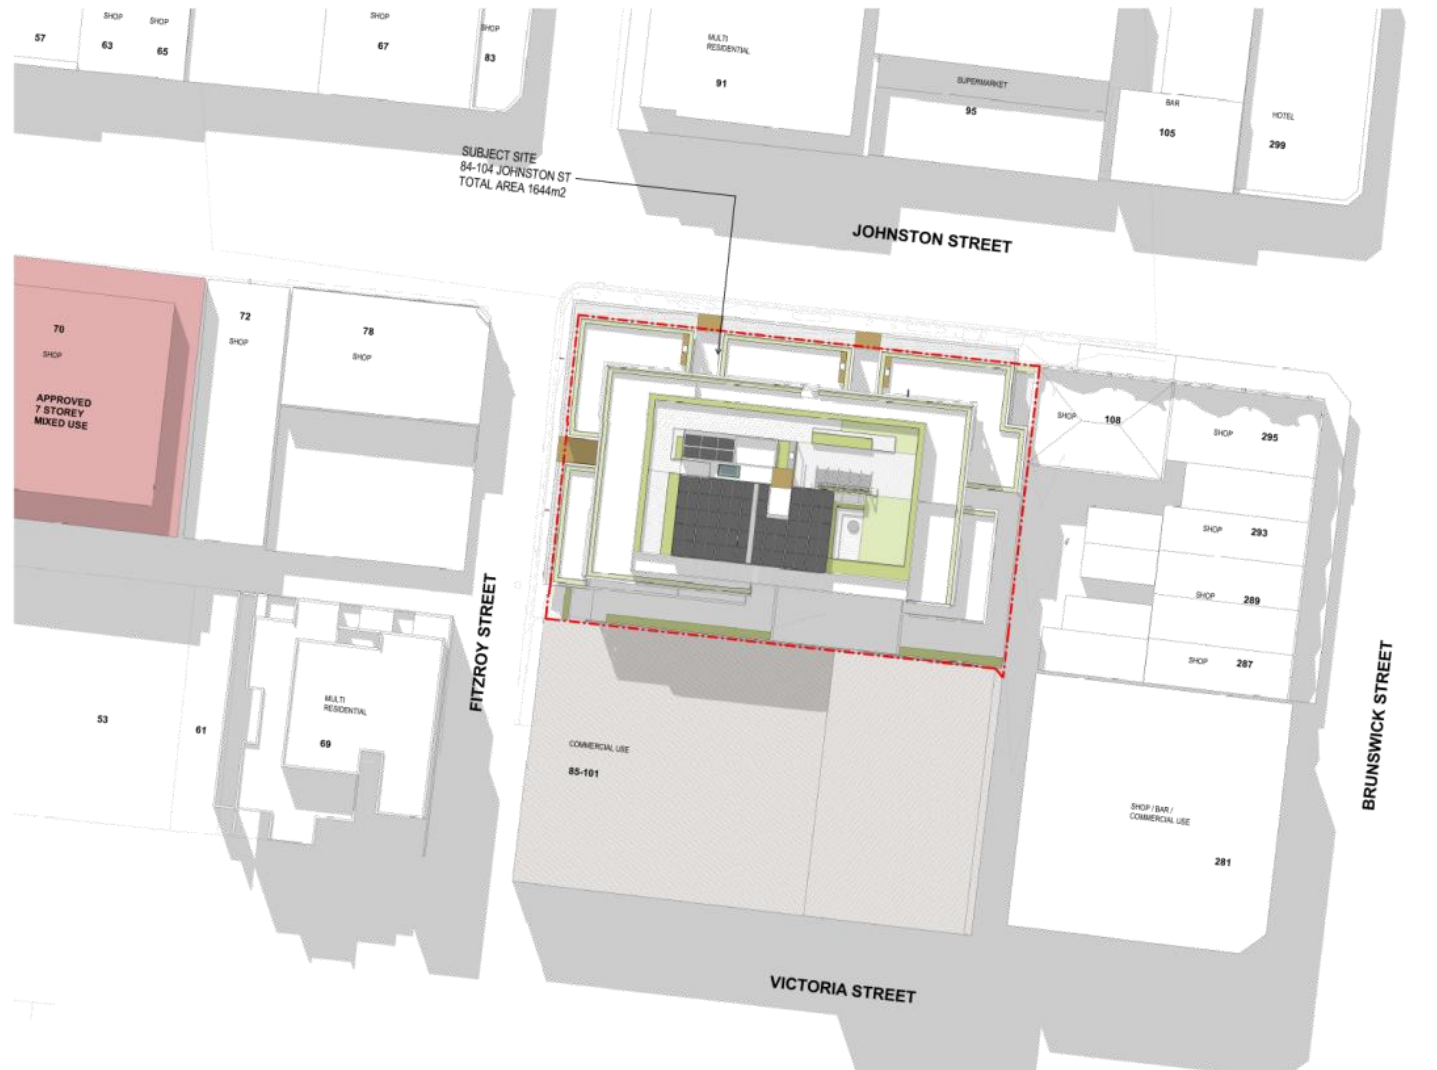 57
SHOP
63
SHOP
65
SHOP
67
SHOP
83
MULTI
RESIDENTIAL
91
SUPERMARKET
95
BAR
105
HOTEL
299
SUBJECT SITE
84-104 JOHNSTON ST
TOTAL AREA 1644m2
JOHNSTON STREET
70
SHOP
APPROVED
7 STOREY
MIXED USE
72
SHOP
78
SHOP
SHOP
108
SHOP
295
SHOP
293
SHOP
289
SHOP
287
FITZROY STREET
BRUNSWICK STREET
53
61
MULTI
RESIDENTIAL
69
COMMERCIAL USE
85-101
SHOP / BAR /
COMMERCIAL USE
281
VICTORIA STREET